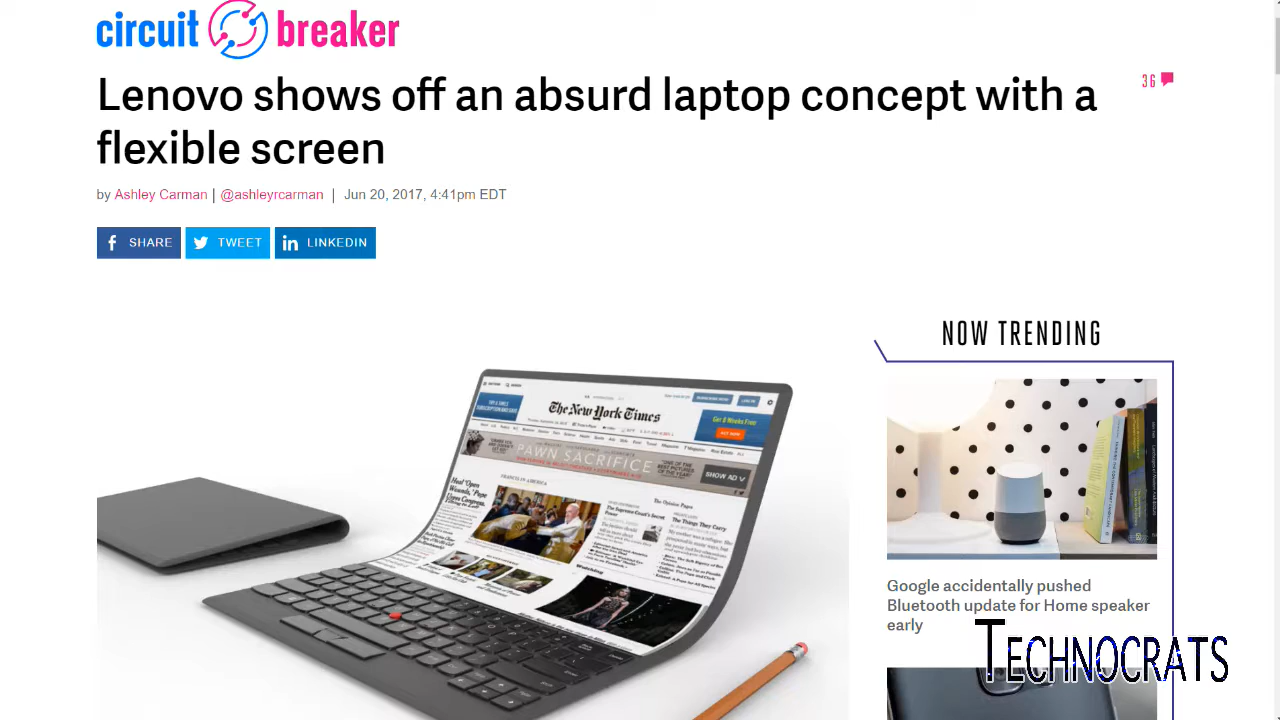 circuit breaker
Lenovo shows off an absurd laptop concept with a
flexible screen
36
by Ashley Carman | @ashleyrcarman | Jun 20, 2017, 4:41pm EDT
SHARE
TWEET
LINKEDIN
NOW TRENDING
The New York Times
PAWN SACRIFICE
SHOW AD
Google accidentally pushed
Bluetooth update for Home speaker
early
TECHNOCRATS